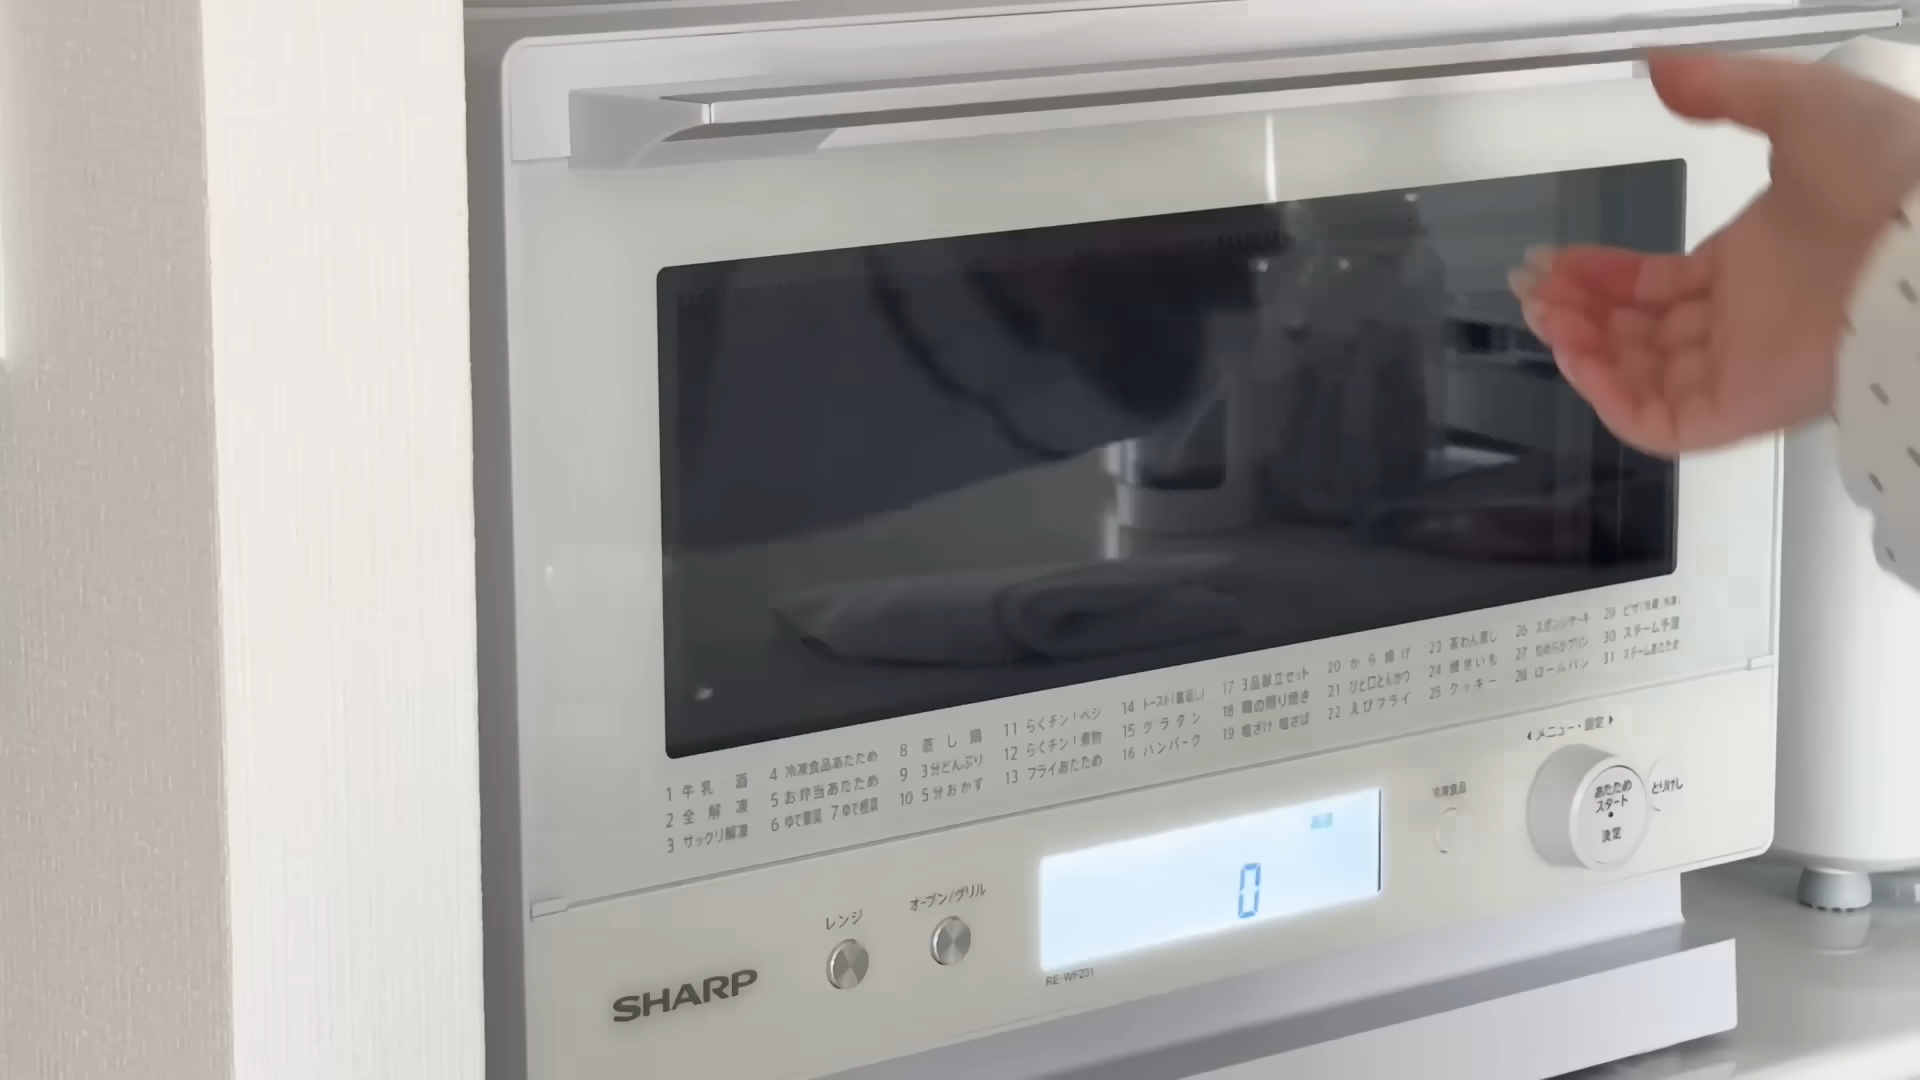 1 牛乳・酒
2 全解凍
3 サックリ解凍
4 冷凍食品あたため
5 お弁当あたため
6 ゆで葉菜 7 ゆで根菜
8 蒸し鶏
9 3分どんぶり
10 5分おかず
11 らくチン!ベジ
12 らくチン!煮物
13 フライあたため
14 トースト(裏返し)
15 グラタン
16 ハンバーグ
17 3品献立セット
18 鶏の照り焼き
19 塩ざけ 塩さば
20 から揚げ
21 ひと口とんかつ
22 えびフライ
23 茶わん蒸し
24 焼きいも
25 クッキー
26 スポンジケーキ
27 なめらかプリン
28 ロールパン
29 ピザ(冷蔵 冷凍)
30 スチーム予湿
31 スチームあたため
メニュー・設定
冷凍食品
あたため
スタート
・
決定
とりけし
レンジ
オーブン/グリル
0
SHARP
RE-WF201